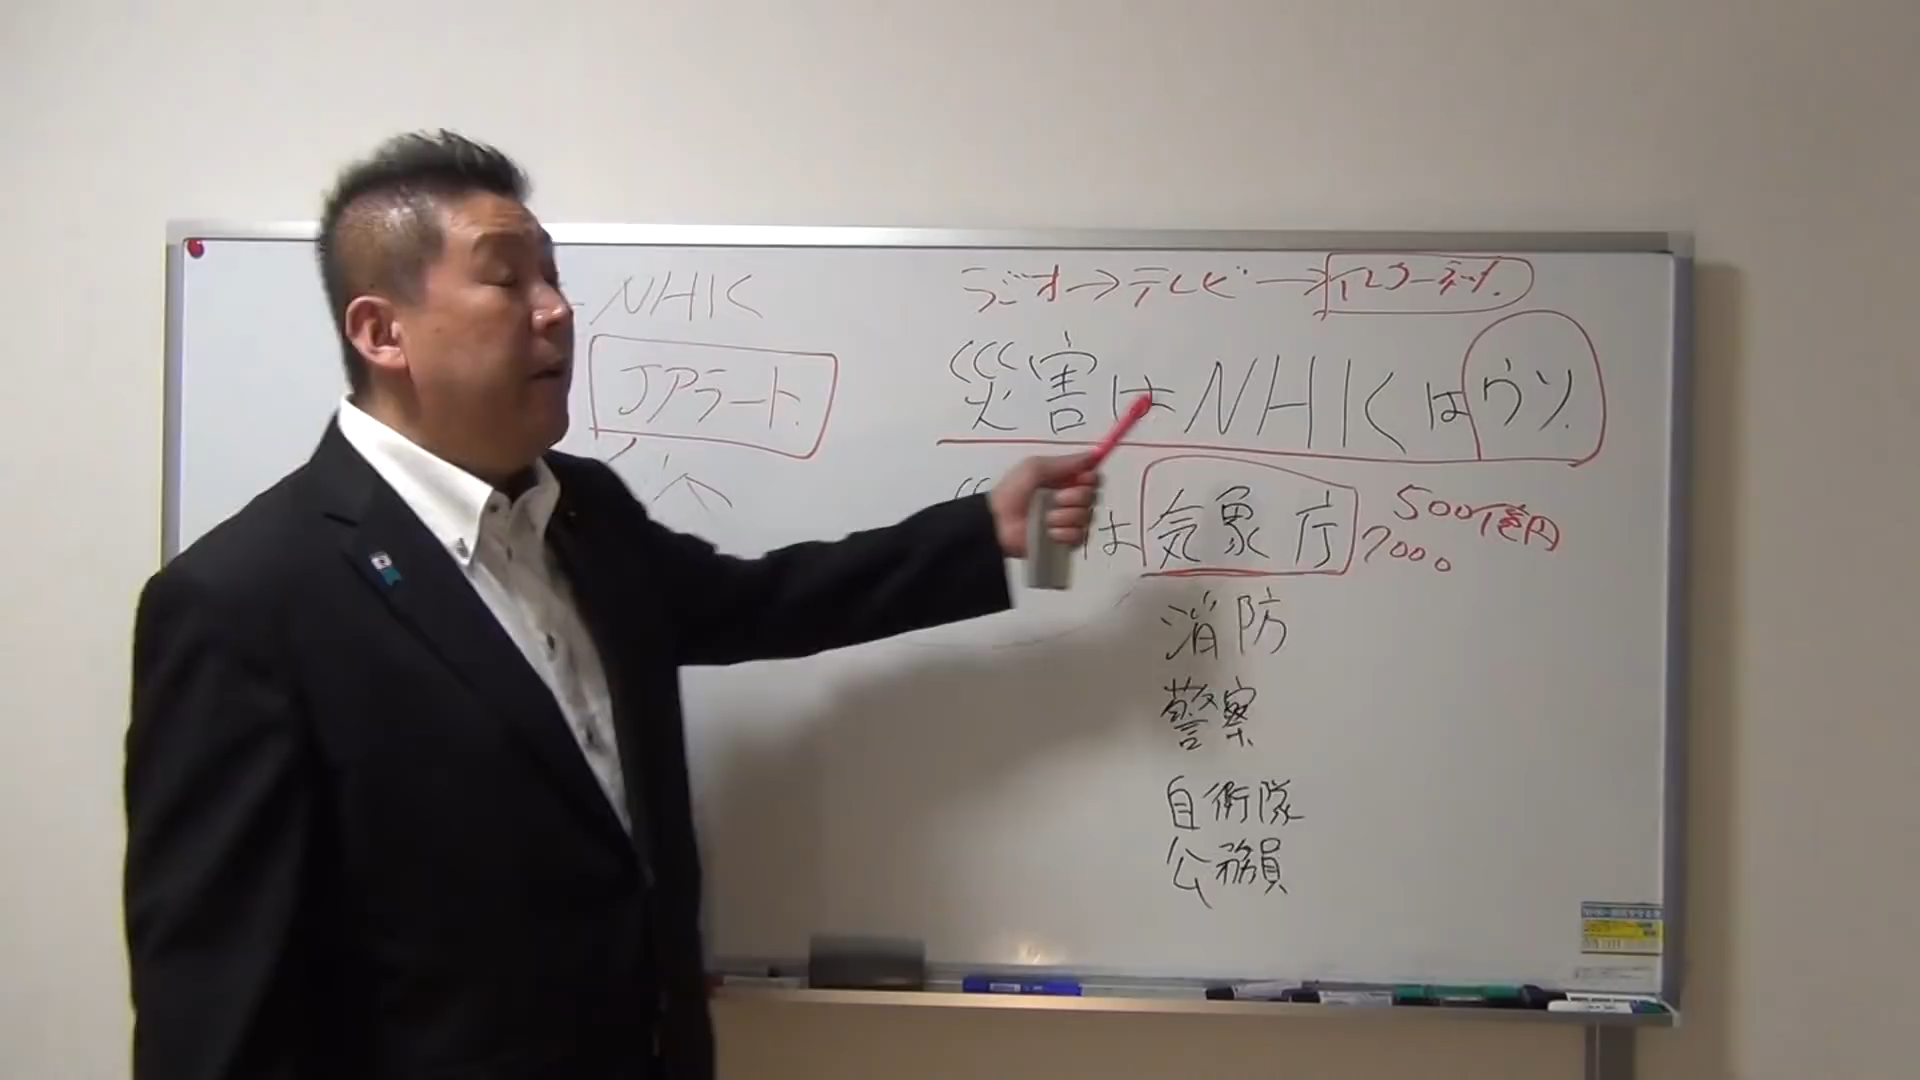 NHK
Jアラート
ラジオ→テレビ→インターネット
災害はNHKはウソ
は気象庁
500億円
7000
消防
警察
自衛隊
公務員